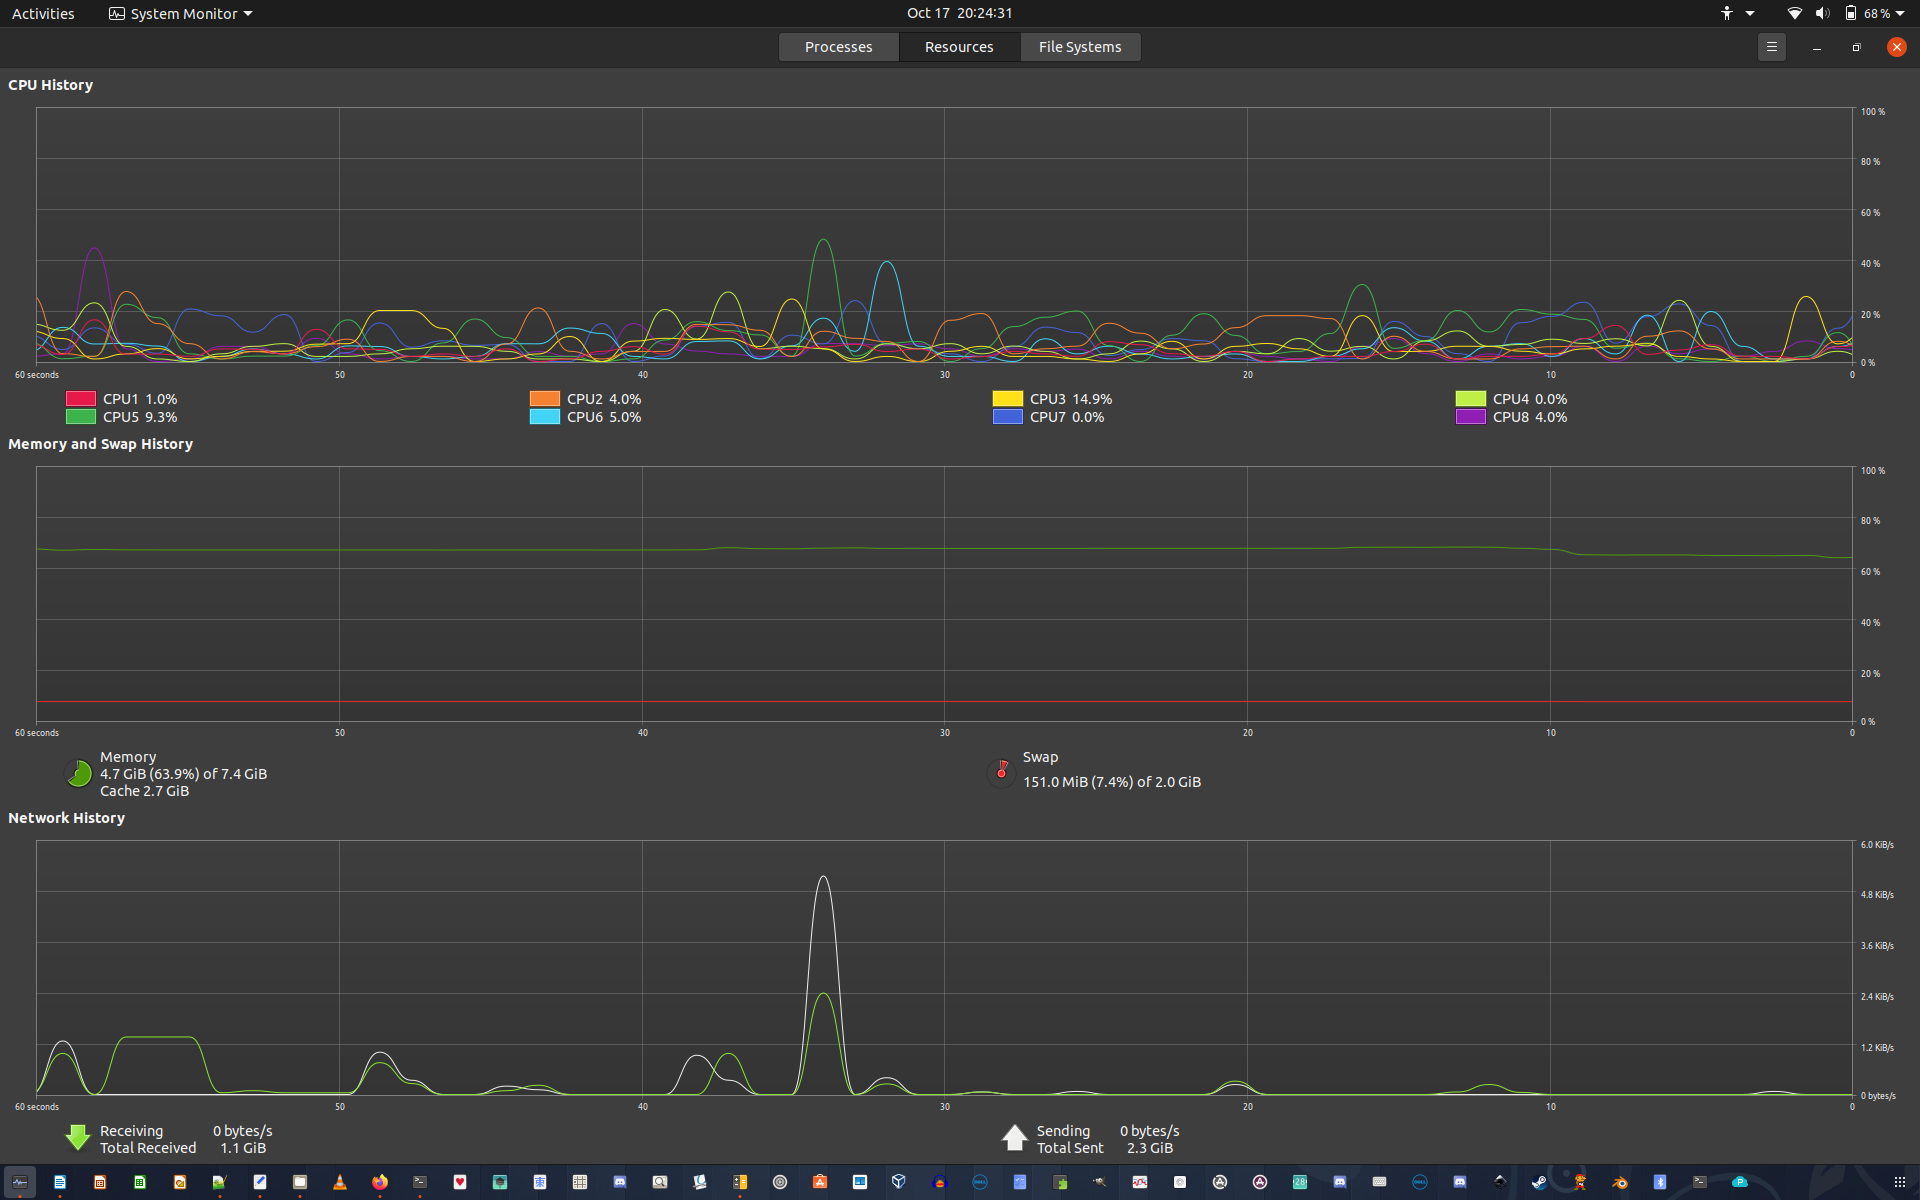 Activities System Monitor Oct 17 20:24:31 68 %
Processes Resources File Systems
CPU History
100 %
80 %
60 %
40 %
20 %
0 %
60 seconds 50 40 30 20 10 0
CPU1 1.0% CPU2 4.0% CPU3 14.9% CPU4 0.0%
CPU5 9.3% CPU6 5.0% CPU7 0.0% CPU8 4.0%
Memory and Swap History
100 %
80 %
60 %
40 %
20 %
0 %
60 seconds 50 40 30 20 10 0
Memory
4.7 GiB (63.9%) of 7.4 GiB
Cache 2.7 GiB
Swap
151.0 MiB (7.4%) of 2.0 GiB
Network History
6.0 KiB/s
4.8 KiB/s
3.6 KiB/s
2.4 KiB/s
1.2 KiB/s
0 bytes/s
60 seconds 50 40 30 20 10 0
Receiving 0 bytes/s
Total Received 1.1 GiB
Sending 0 bytes/s
Total Sent 2.3 GiB